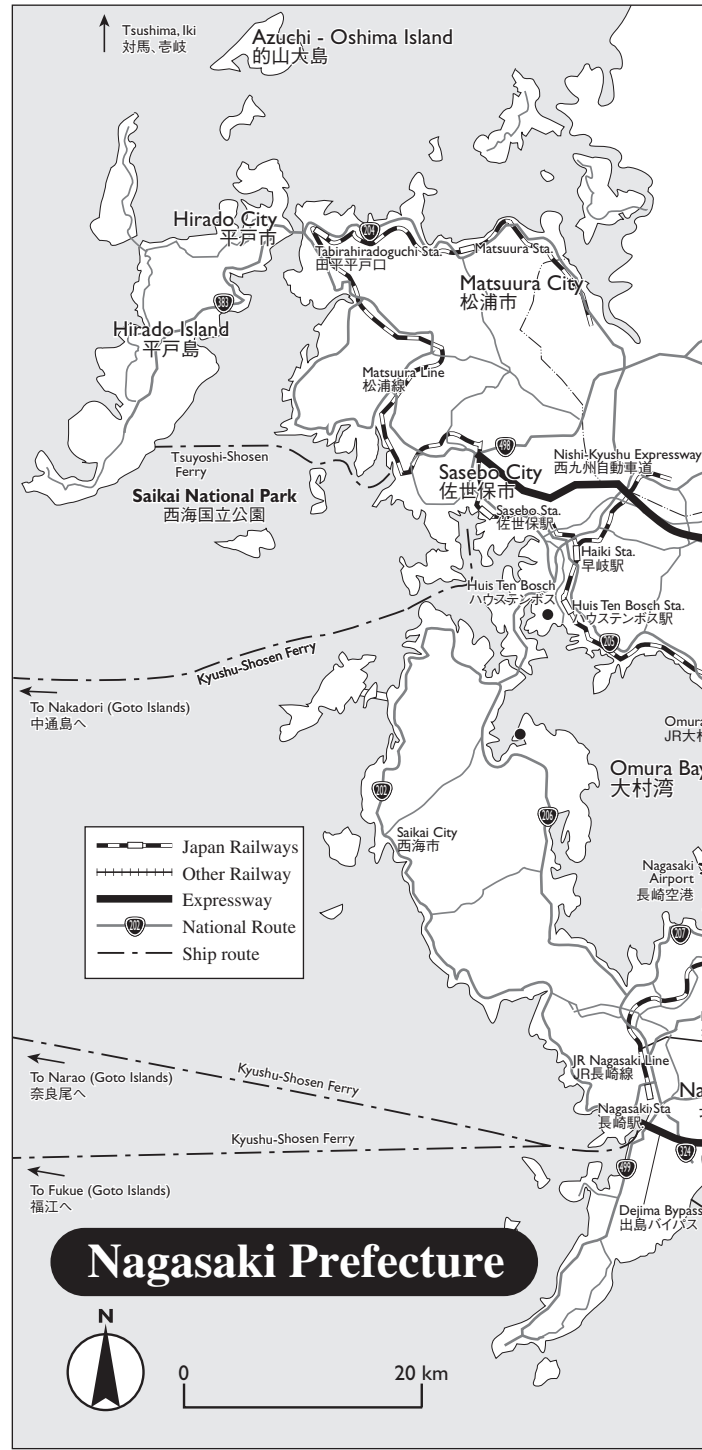 Tsushima, Iki
対馬、壱岐
Azuchi - Oshima Island
的山大島
Hirado City
平戸市
204
Tabirahiradoguchi Sta.
田平平戸口
Matsuura Sta.
Matsuura City
松浦市
383
Hirado Island
平戸島
Matsuura Line
松浦線
498
Tsuyoshi-Shosen
Ferry
Nishi-Kyushu Expressway
西九州自動車道
Sasebo City
佐世保市
Saikai National Park
西海国立公園
Sasebo Sta.
佐世保駅
Haiki Sta.
早岐駅
Huis Ten Bosch
ハウステンボス
Huis Ten Bosch Sta.
ハウステンボス駅
205
Kyushu-Shosen Ferry
To Nakadori (Goto Islands)
中通島へ
Omura
JR大村
Omura Bay
大村湾
202
206
Saikai City
西海市
Japan Railways
Other Railway
Expressway
202
National Route
Ship route
Nagasaki
Airport
長崎空港
207
JR Nagasaki Line
JR長崎線
Kyushu-Shosen Ferry
To Narao (Goto Islands)
奈良尾へ
Na
Nagasaki Sta
長崎駅
Kyushu-Shosen Ferry
324
499
To Fukue (Goto Islands)
福江へ
Dejima Bypass
出島バイパス
Nagasaki Prefecture
N
0
20 km